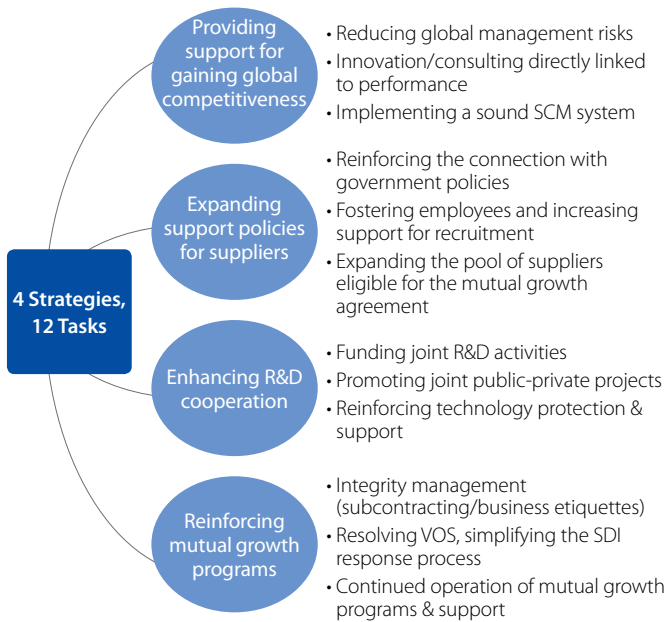 4 Strategies,
12 Tasks
Providing
support for
gaining global
competitiveness
• Reducing global management risks
• Innovation/consulting directly linked
to performance
• Implementing a sound SCM system
Expanding
support policies
for suppliers
• Reinforcing the connection with
government policies
• Fostering employees and increasing
support for recruitment
• Expanding the pool of suppliers
eligible for the mutual growth
agreement
Enhancing R&D
cooperation
• Funding joint R&D activities
• Promoting joint public-private projects
• Reinforcing technology protection &
support
Reinforcing
mutual growth
programs
• Integrity management
(subcontracting/business etiquettes)
• Resolving VOS, simplifying the SDI
response process
• Continued operation of mutual growth
programs & support